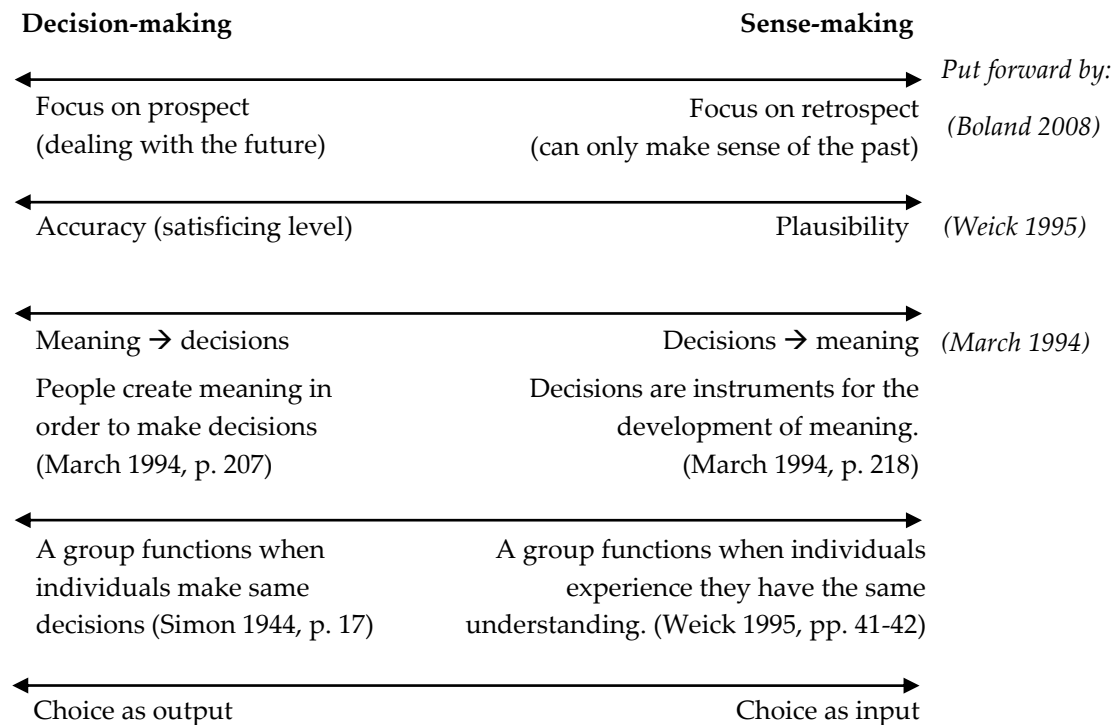 Decision-making Sense-making
Put forward by:
Focus on prospect Focus on retrospect
(Boland 2008)
(dealing with the future) (can only make sense of the past)
Accuracy (satisficing level) Plausibility (Weick 1995)
Meaning → decisions Decisions → meaning (March 1994)
People create meaning in Decisions are instruments for the
order to make decisions development of meaning.
(March 1994, p. 207) (March 1994, p. 218)
A group functions when A group functions when individuals
individuals make same experience they have the same
decisions (Simon 1944, p. 17) understanding. (Weick 1995, pp. 41-42)
Choice as output Choice as input